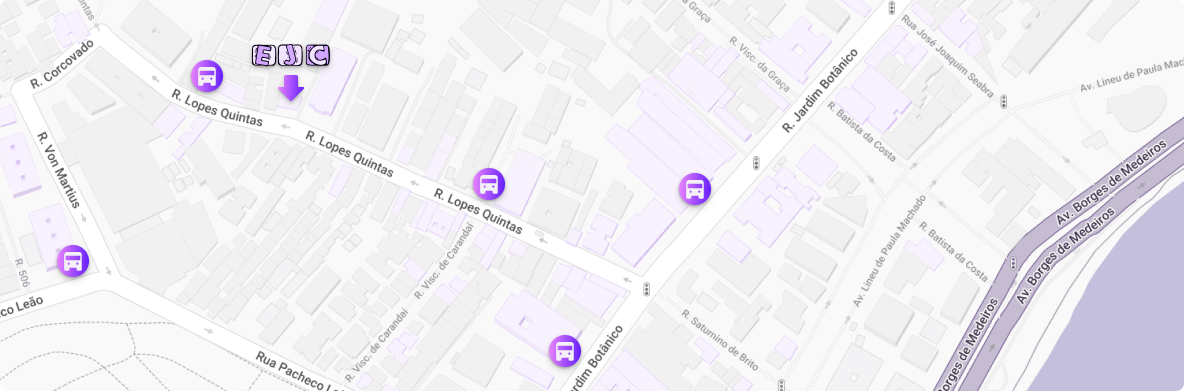 da Graça
Rua José Joaquim Seabra
R. Corcovado
EJC
R. Visc. da Graça
R. Jardim Botânico
Av. Lineu de Paula Macha
R. Lopes Quintas
R. Batista da Costa
R. Lopes Quintas
R. Von Martius
Av. Borges de Medeiros
R. Lopes Quintas
Av. Lineu de Paula Machado
Av. Borges de Medeiros
R. Visc. de Carandaí
R. Batista da Costa
R. 506
co Leão
R. Visc. de Carandaí
R. Saturnino de Brito
rdim Botânico
orges de Medeiros
Rua Pacheco Le